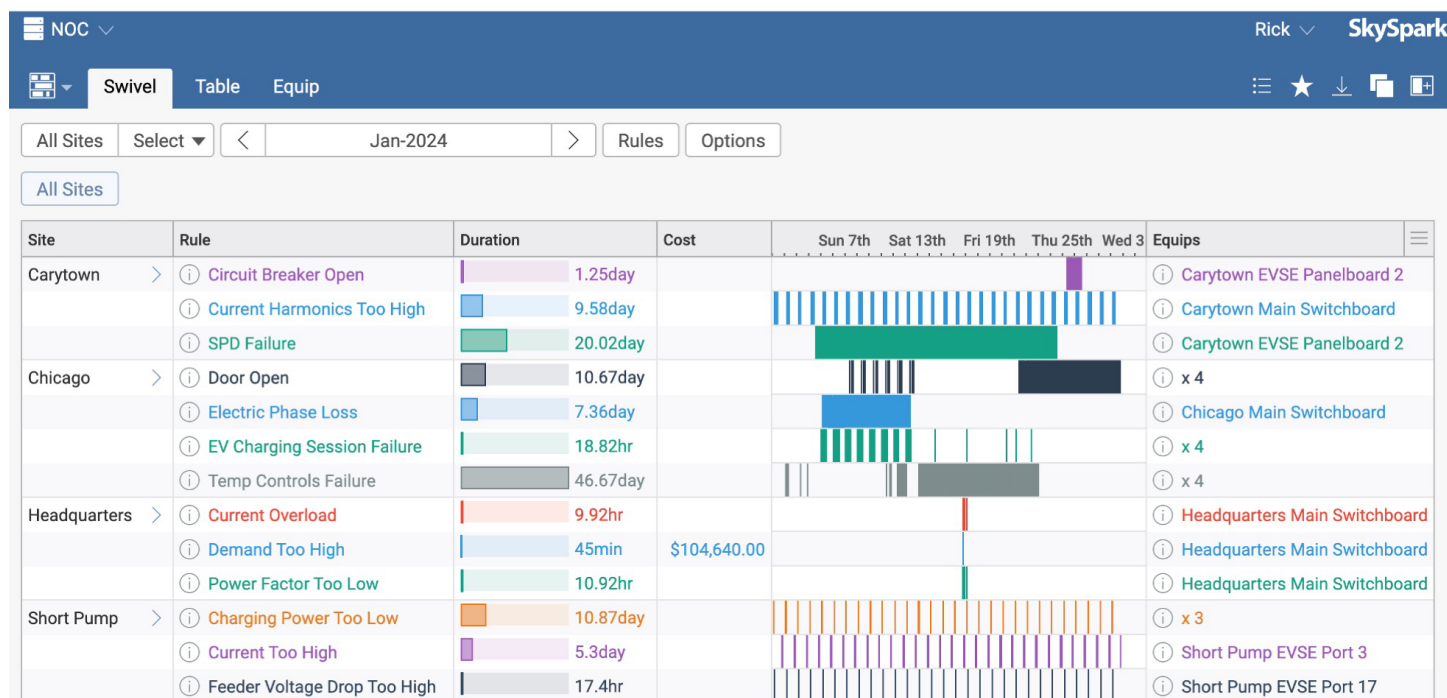 NOC Rick SkySpark
Swivel Table Equip
All Sites Select Jan-2024 Rules Options
All Sites
Site Rule Duration Cost Sun 7th Sat 13th Fri 19th Thu 25th Wed 3 Equips
Carytown Circuit Breaker Open 1.25day Carytown EVSE Panelboard 2
Current Harmonics Too High 9.58day Carytown Main Switchboard
SPD Failure 20.02day Carytown EVSE Panelboard 2
Chicago Door Open 10.67day x 4
Electric Phase Loss 7.36day Chicago Main Switchboard
EV Charging Session Failure 18.82hr x 4
Temp Controls Failure 46.67day x 4
Headquarters Current Overload 9.92hr Headquarters Main Switchboard
Demand Too High 45min $104,640.00 Headquarters Main Switchboard
Power Factor Too Low 10.92hr Headquarters Main Switchboard
Short Pump Charging Power Too Low 10.87day x 3
Current Too High 5.3day Short Pump EVSE Port 3
Feeder Voltage Drop Too High 17.4hr Short Pump EVSE Port 17